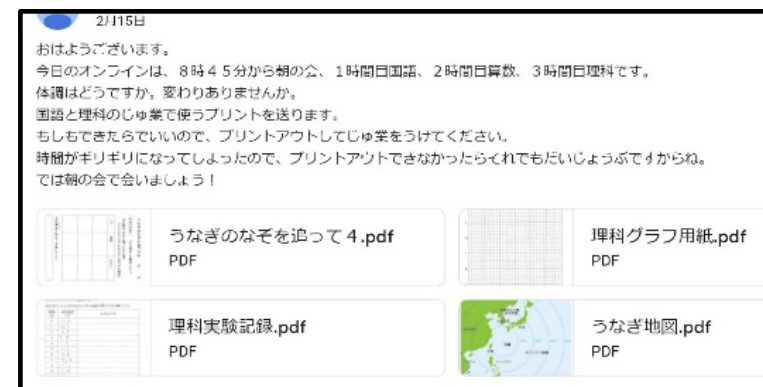 2月15日
おはようございます。
今日のオンラインは、8時45分から朝の会、1時間目国語、2時間目算数、3時間目理科です。
体調はどうですか。変わりありませんか。
国語と理科のじゅ業で使うプリントを送ります。
もしもできたらでいいので、プリントアウトしてじゅ業をうけてください。
時間がギリギリになってしまったので、プリントアウトできなかったらそれでもだいじょうぶですからね。
では朝の会で会いましょう！
うなぎのなぞを追って4.pdf
PDF
理科グラフ用紙.pdf
PDF
理科実験記録.pdf
PDF
うなぎ地図.pdf
PDF